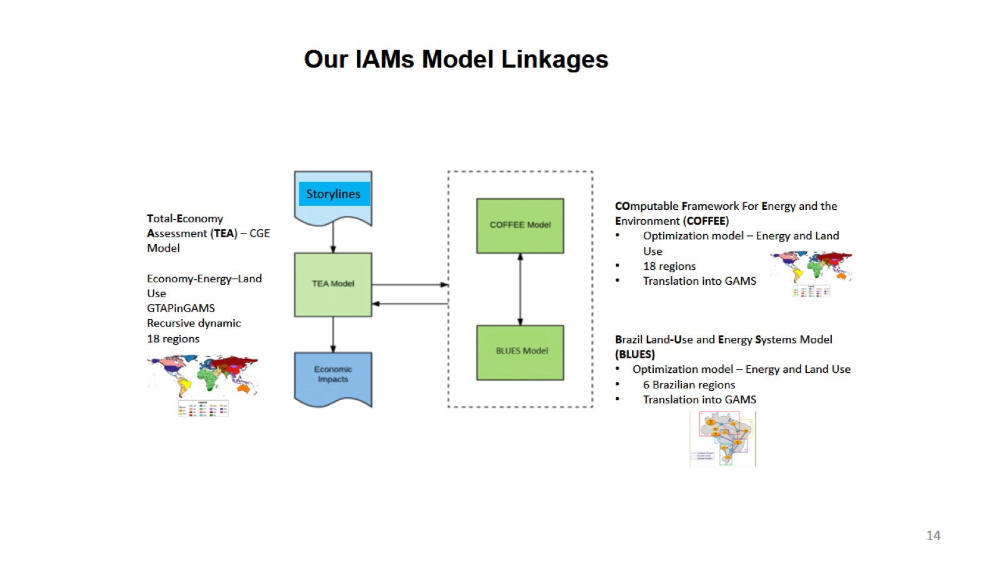 Our IAMs Model Linkages
Total-Economy
Assessment (TEA) – CGE
Model
Economy-Energy–Land
Use
GTAPinGAMS
Recursive dynamic
18 regions
Storylines
TEA Model
Economic
Impacts
COFFEE Model
BLUES Model
COmputable Framework For Energy and the
Environment (COFFEE)
• Optimization model – Energy and Land
Use
• 18 regions
• Translation into GAMS
Brazil Land-Use and Energy Systems Model
(BLUES)
• Optimization model – Energy and Land Use
• 6 Brazilian regions
• Translation into GAMS
14